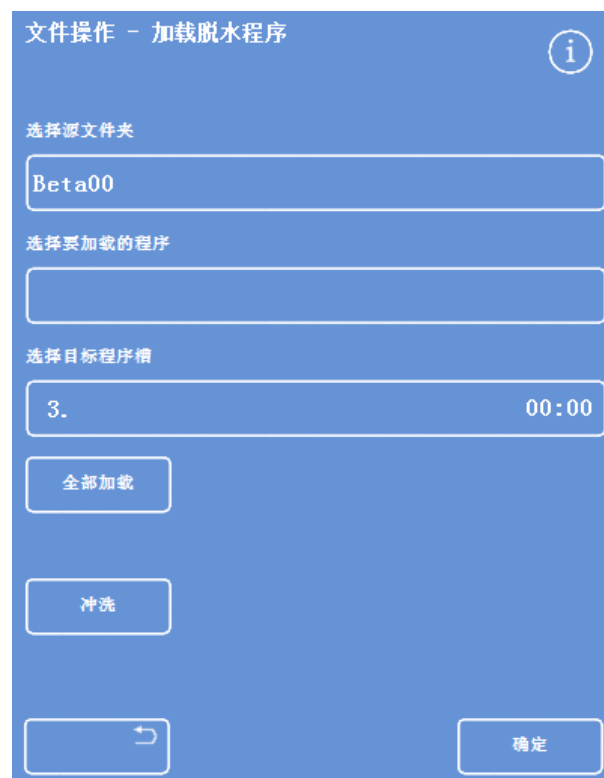 文件操作 - 加载脱水程序
i
选择源文件夹
Beta00
选择要加载的程序
选择目标程序槽
3. 00:00
全部加载
冲洗
确定